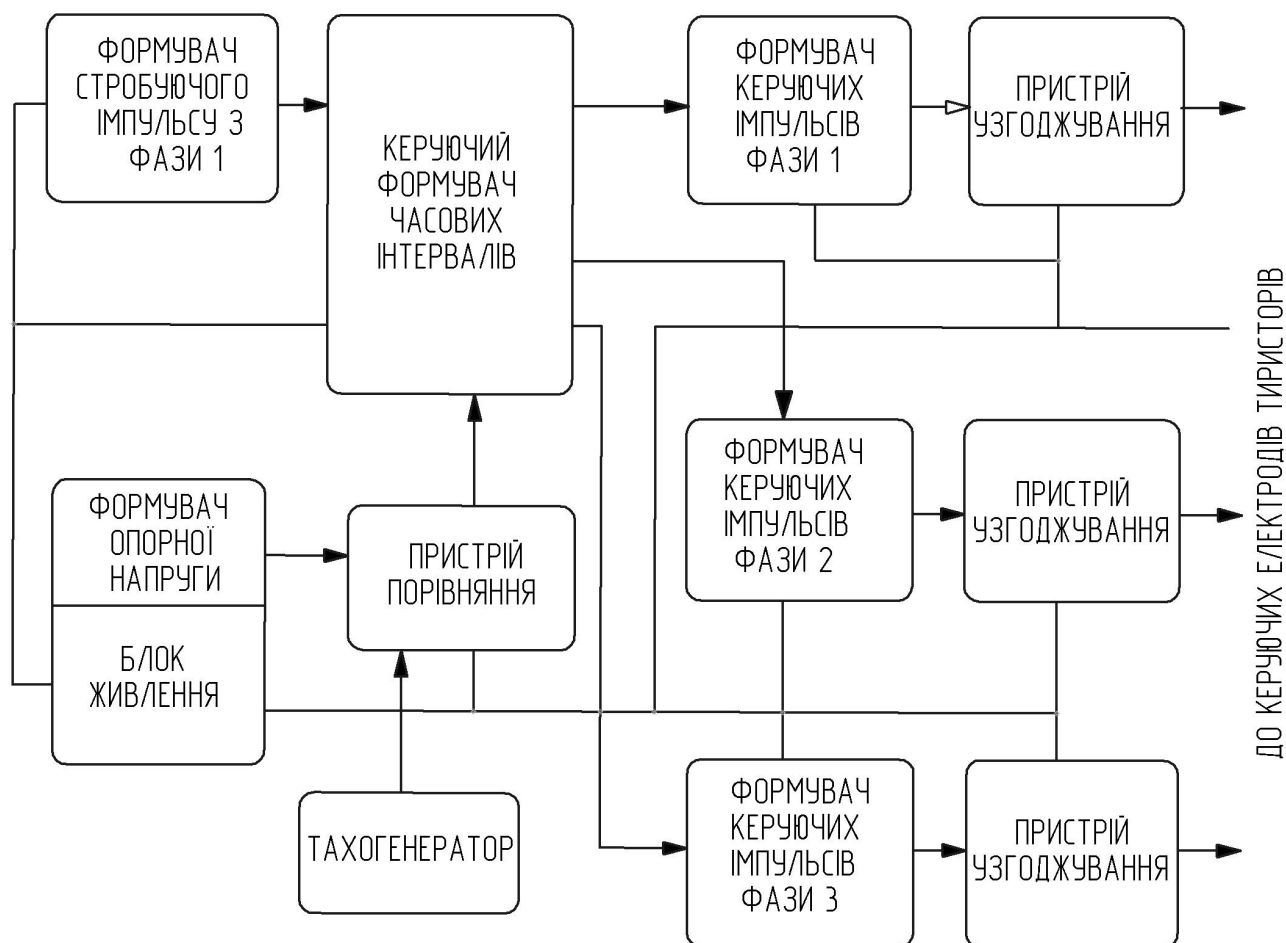 ФОРМУВАЧ
СТРОБУЮЧОГО
ІМПУЛЬСУ З
ФАЗИ 1
КЕРУЮЧИЙ
ФОРМУВАЧ
ЧАСОВИХ
ІНТЕРВАЛІВ
ФОРМУВАЧ
КЕРУЮЧИХ
ІМПУЛЬСІВ
ФАЗИ 1
ПРИСТРІЙ
УЗГОДЖУВАННЯ
ФОРМУВАЧ
ОПОРНОЇ
НАПРУГИ
БЛОК
ЖИВЛЕННЯ
ПРИСТРІЙ
ПОРІВНЯННЯ
ФОРМУВАЧ
КЕРУЮЧИХ
ІМПУЛЬСІВ
ФАЗИ 2
ПРИСТРІЙ
УЗГОДЖУВАННЯ
ТАХОГЕНЕРАТОР
ФОРМУВАЧ
КЕРУЮЧИХ
ІМПУЛЬСІВ
ФАЗИ 3
ПРИСТРІЙ
УЗГОДЖУВАННЯ
ДО КЕРУЮЧИХ ЕЛЕКТРОДІВ ТИРИСТОРІВ